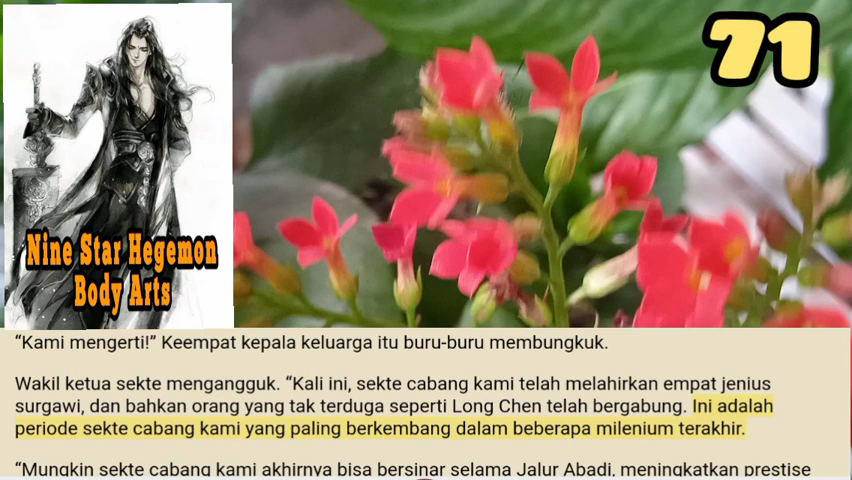 71
Nine Star Hegemon
Body Arts
“Kami mengerti!” Keempat kepala keluarga itu buru-buru membungkuk.
Wakil ketua sekte mengangguk. “Kali ini, sekte cabang kami telah melahirkan empat jenius
surgawi, dan bahkan orang yang tak terduga seperti Long Chen telah bergabung. Ini adalah
periode sekte cabang kami yang paling berkembang dalam beberapa milenium terakhir.
“Mungkin sekte cabang kami akhirnya bisa bersinar selama Jalur Abadi, meningkatkan prestise